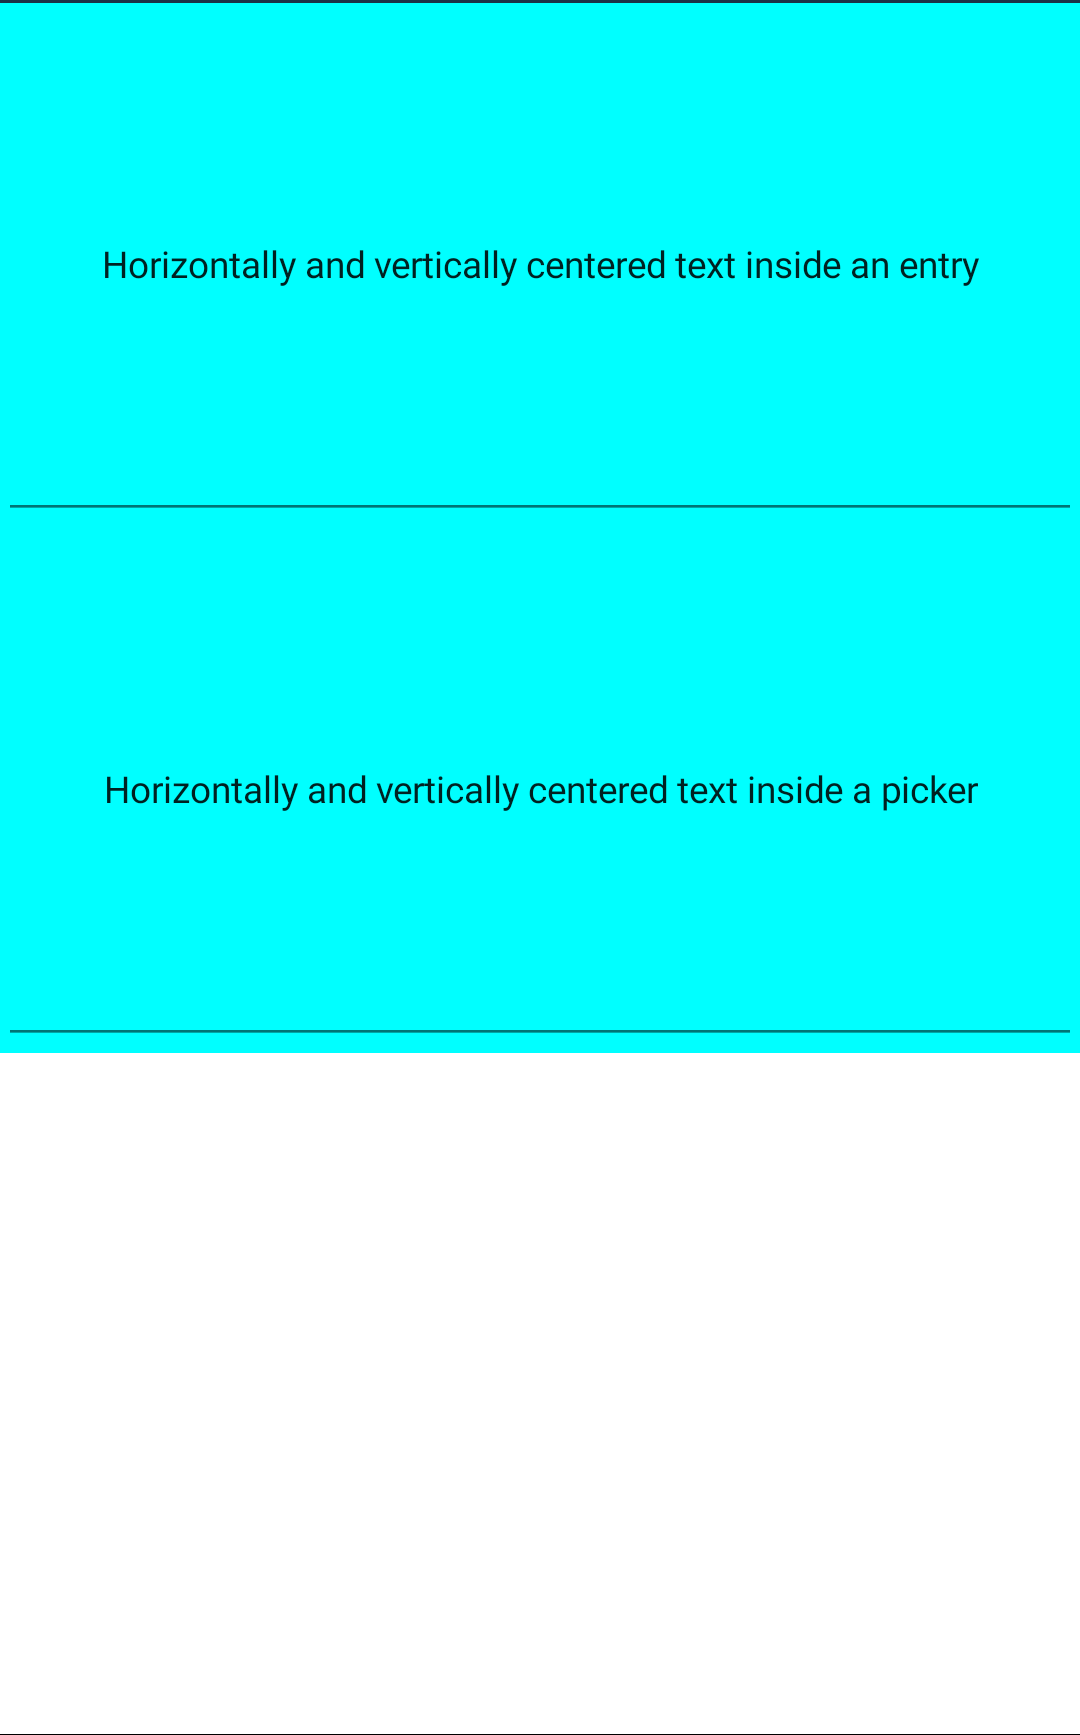 Horizontally and vertically centered text inside an entry
Horizontally and vertically centered text inside a picker